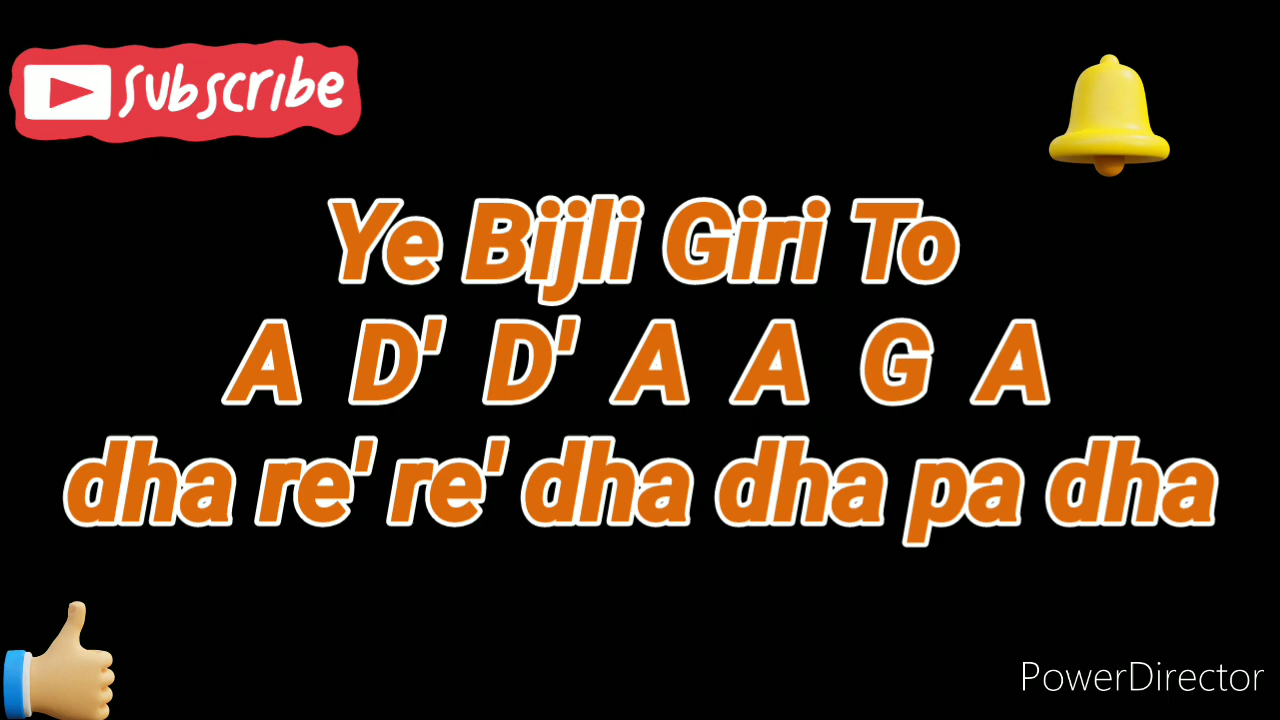 Subscribe
Ye Bijli Giri To
A D' D' A A G A
dha re' re' dha dha pa dha
PowerDirector